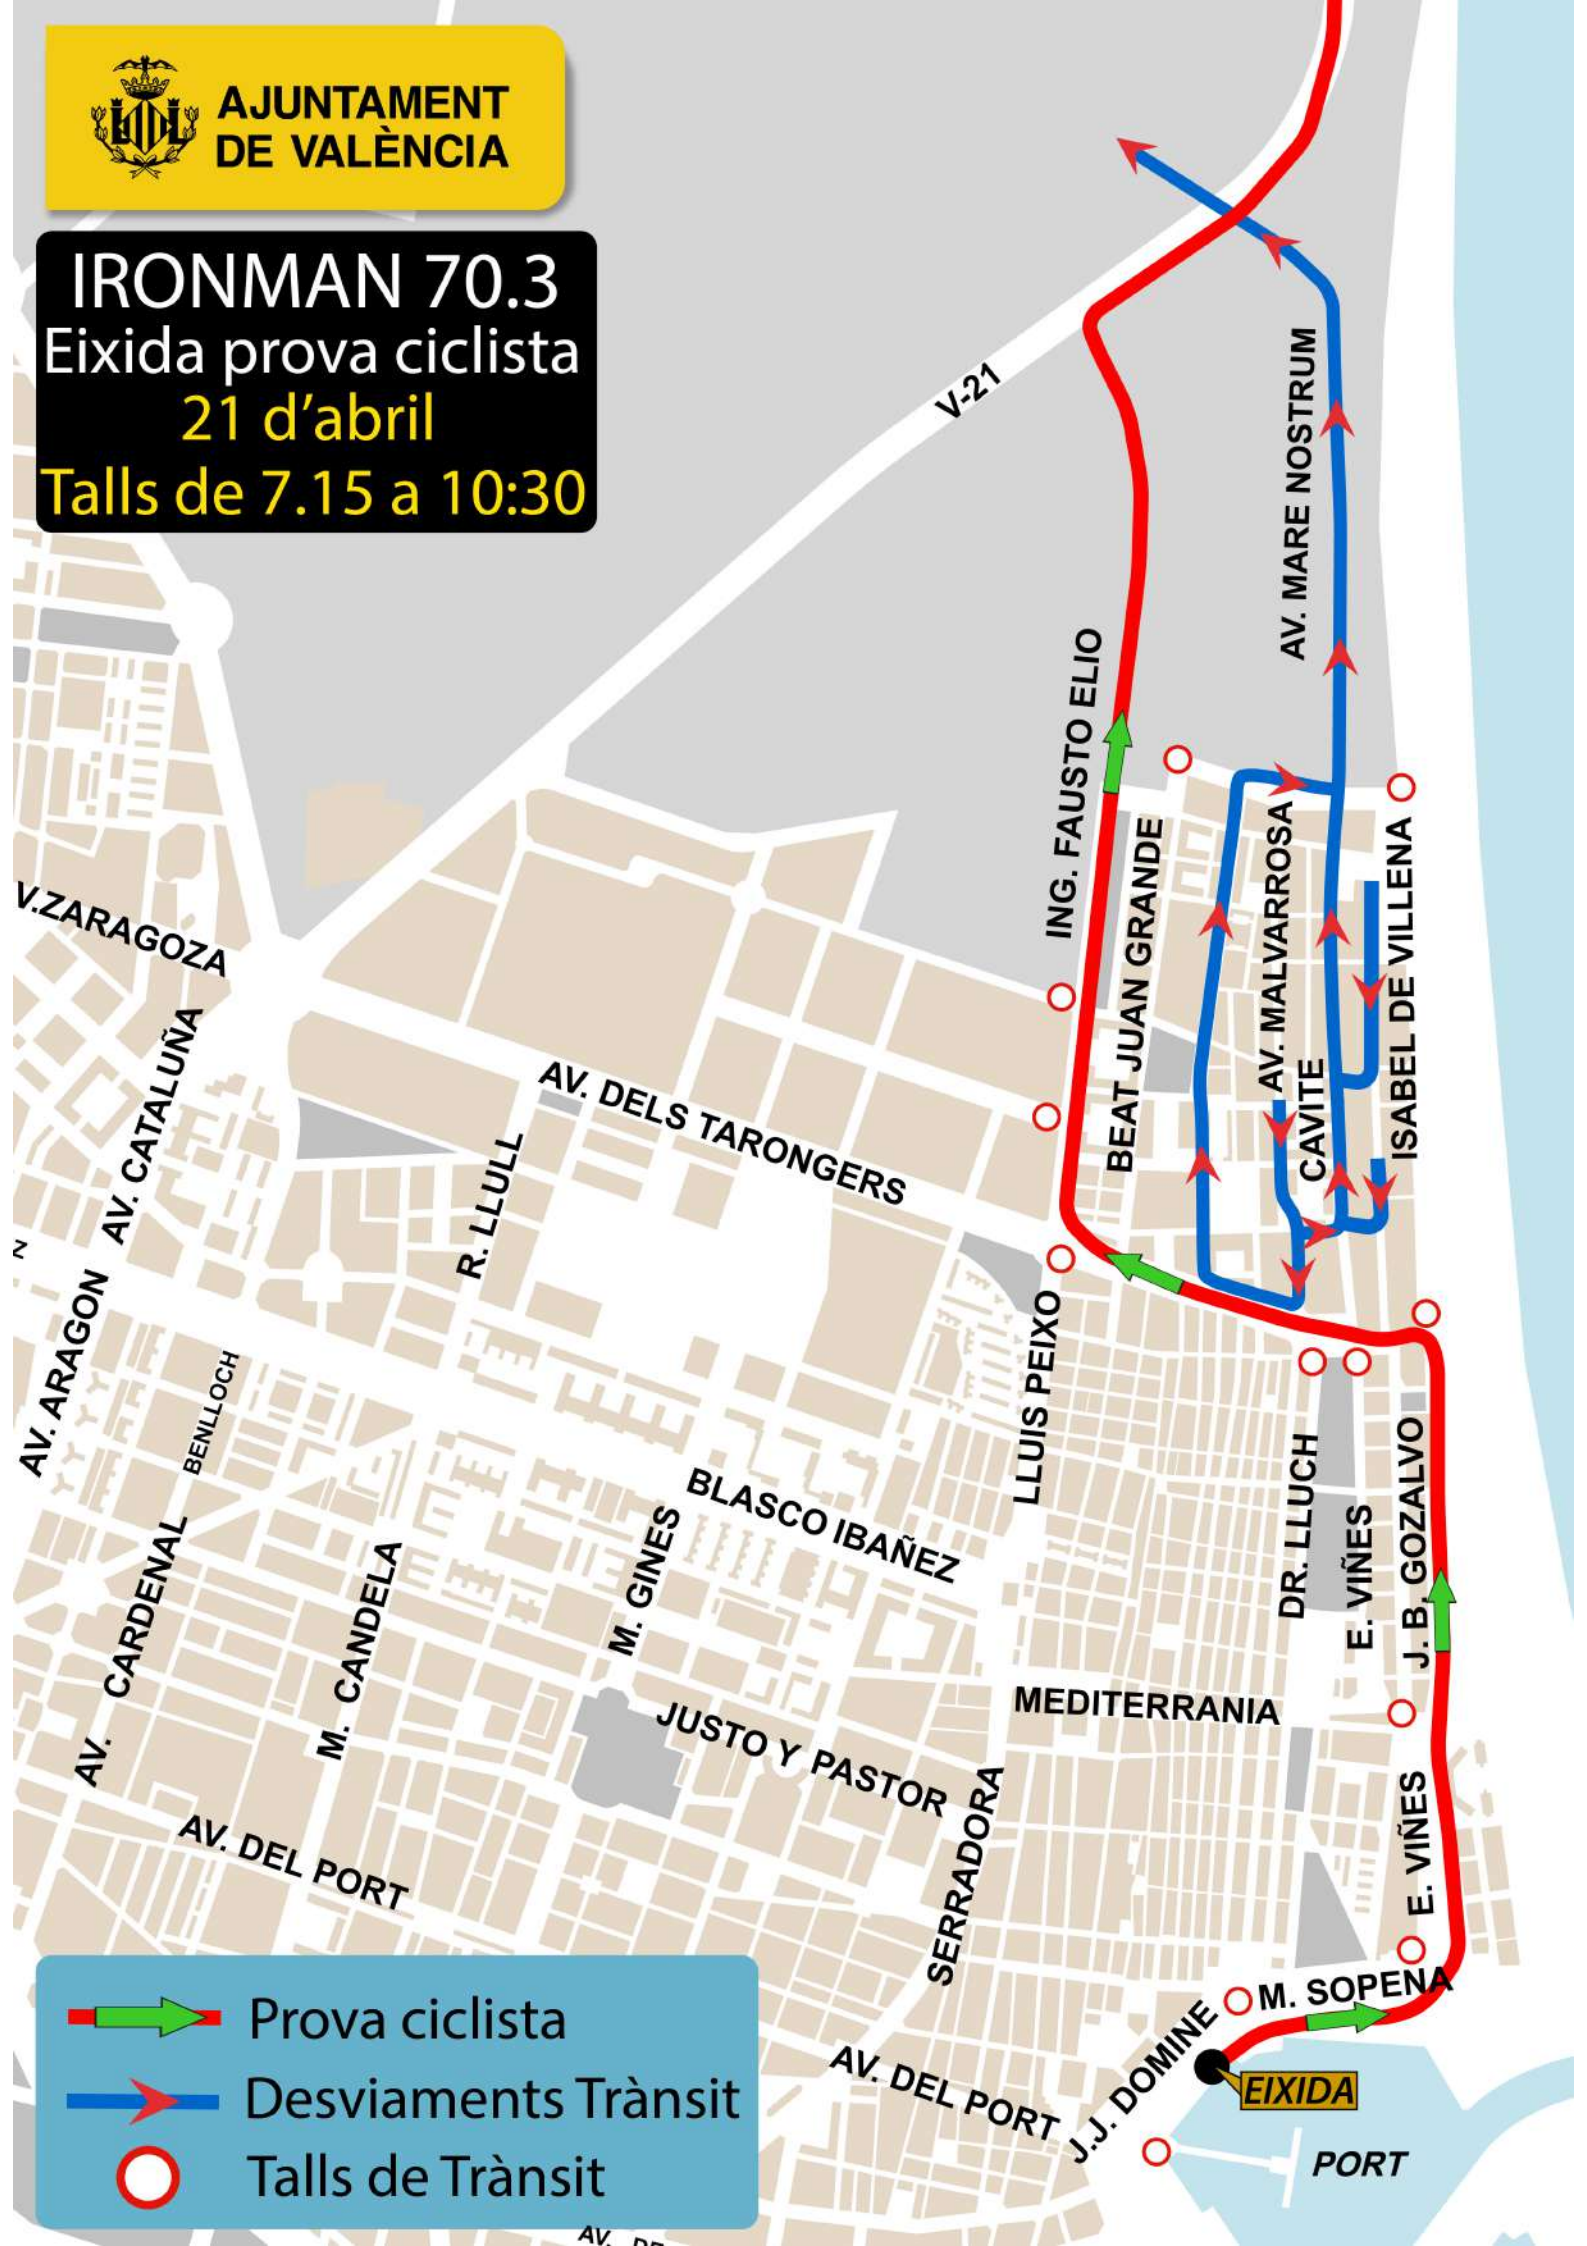 AJUNTAMENT
DE VALÈNCIA
IRONMAN 70.3
Eixida prova ciclista
21 d'abril
Talls de 7.15 a 10:30
V-21
AV. MARE NOSTRUM
ING. FAUSTO ELIO
BEAT JUAN GRANDE
AV. MALVARROSA
CAVITE
ISABEL DE VILLENA
V.ZARAGOZA
AV. CATALUÑA
AV. DELS TARONGERS
R. LLULL
AV. ARAGON
BENLLOCH
AV. CARDENAL
M. CANDELA
M. GINES
BLASCO IBAÑEZ
LLUIS PEIXO
DR. LLUCH
E. VIÑES
J. B. GOZALVO
MEDITERRANIA
JUSTO Y PASTOR
SERRADORA
E. VIÑES
AV. DEL PORT
M. SOPENA
J.J. DOMINE
AV. DEL PORT
EIXIDA
PORT
Prova ciclista
Desviaments Trànsit
Talls de Trànsit
AV.